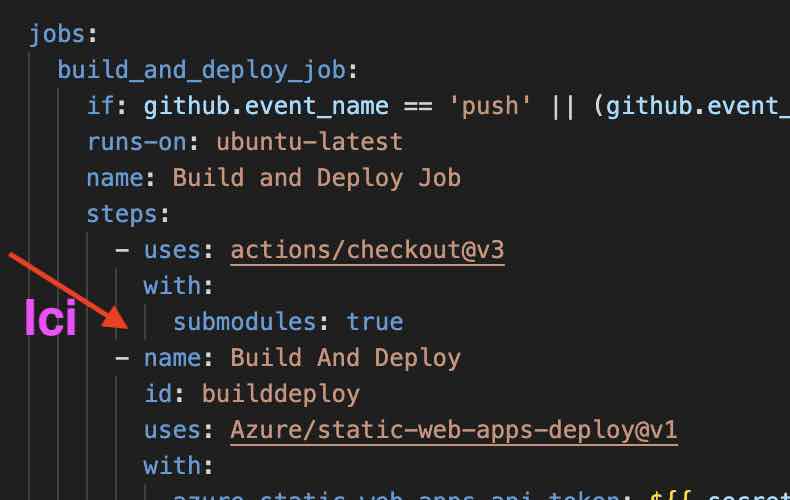 jobs:
build_and_deploy_job:
if: github.event_name == 'push' || (github.event_
runs-on: ubuntu-latest
name: Build and Deploy Job
steps:
- uses: actions/checkout@v3
with:
Ici
submodules: true
- name: Build And Deploy
id: builddeploy
uses: Azure/static-web-apps-deploy@v1
with:
azure_static_web_apps_api_token: ${{ secret